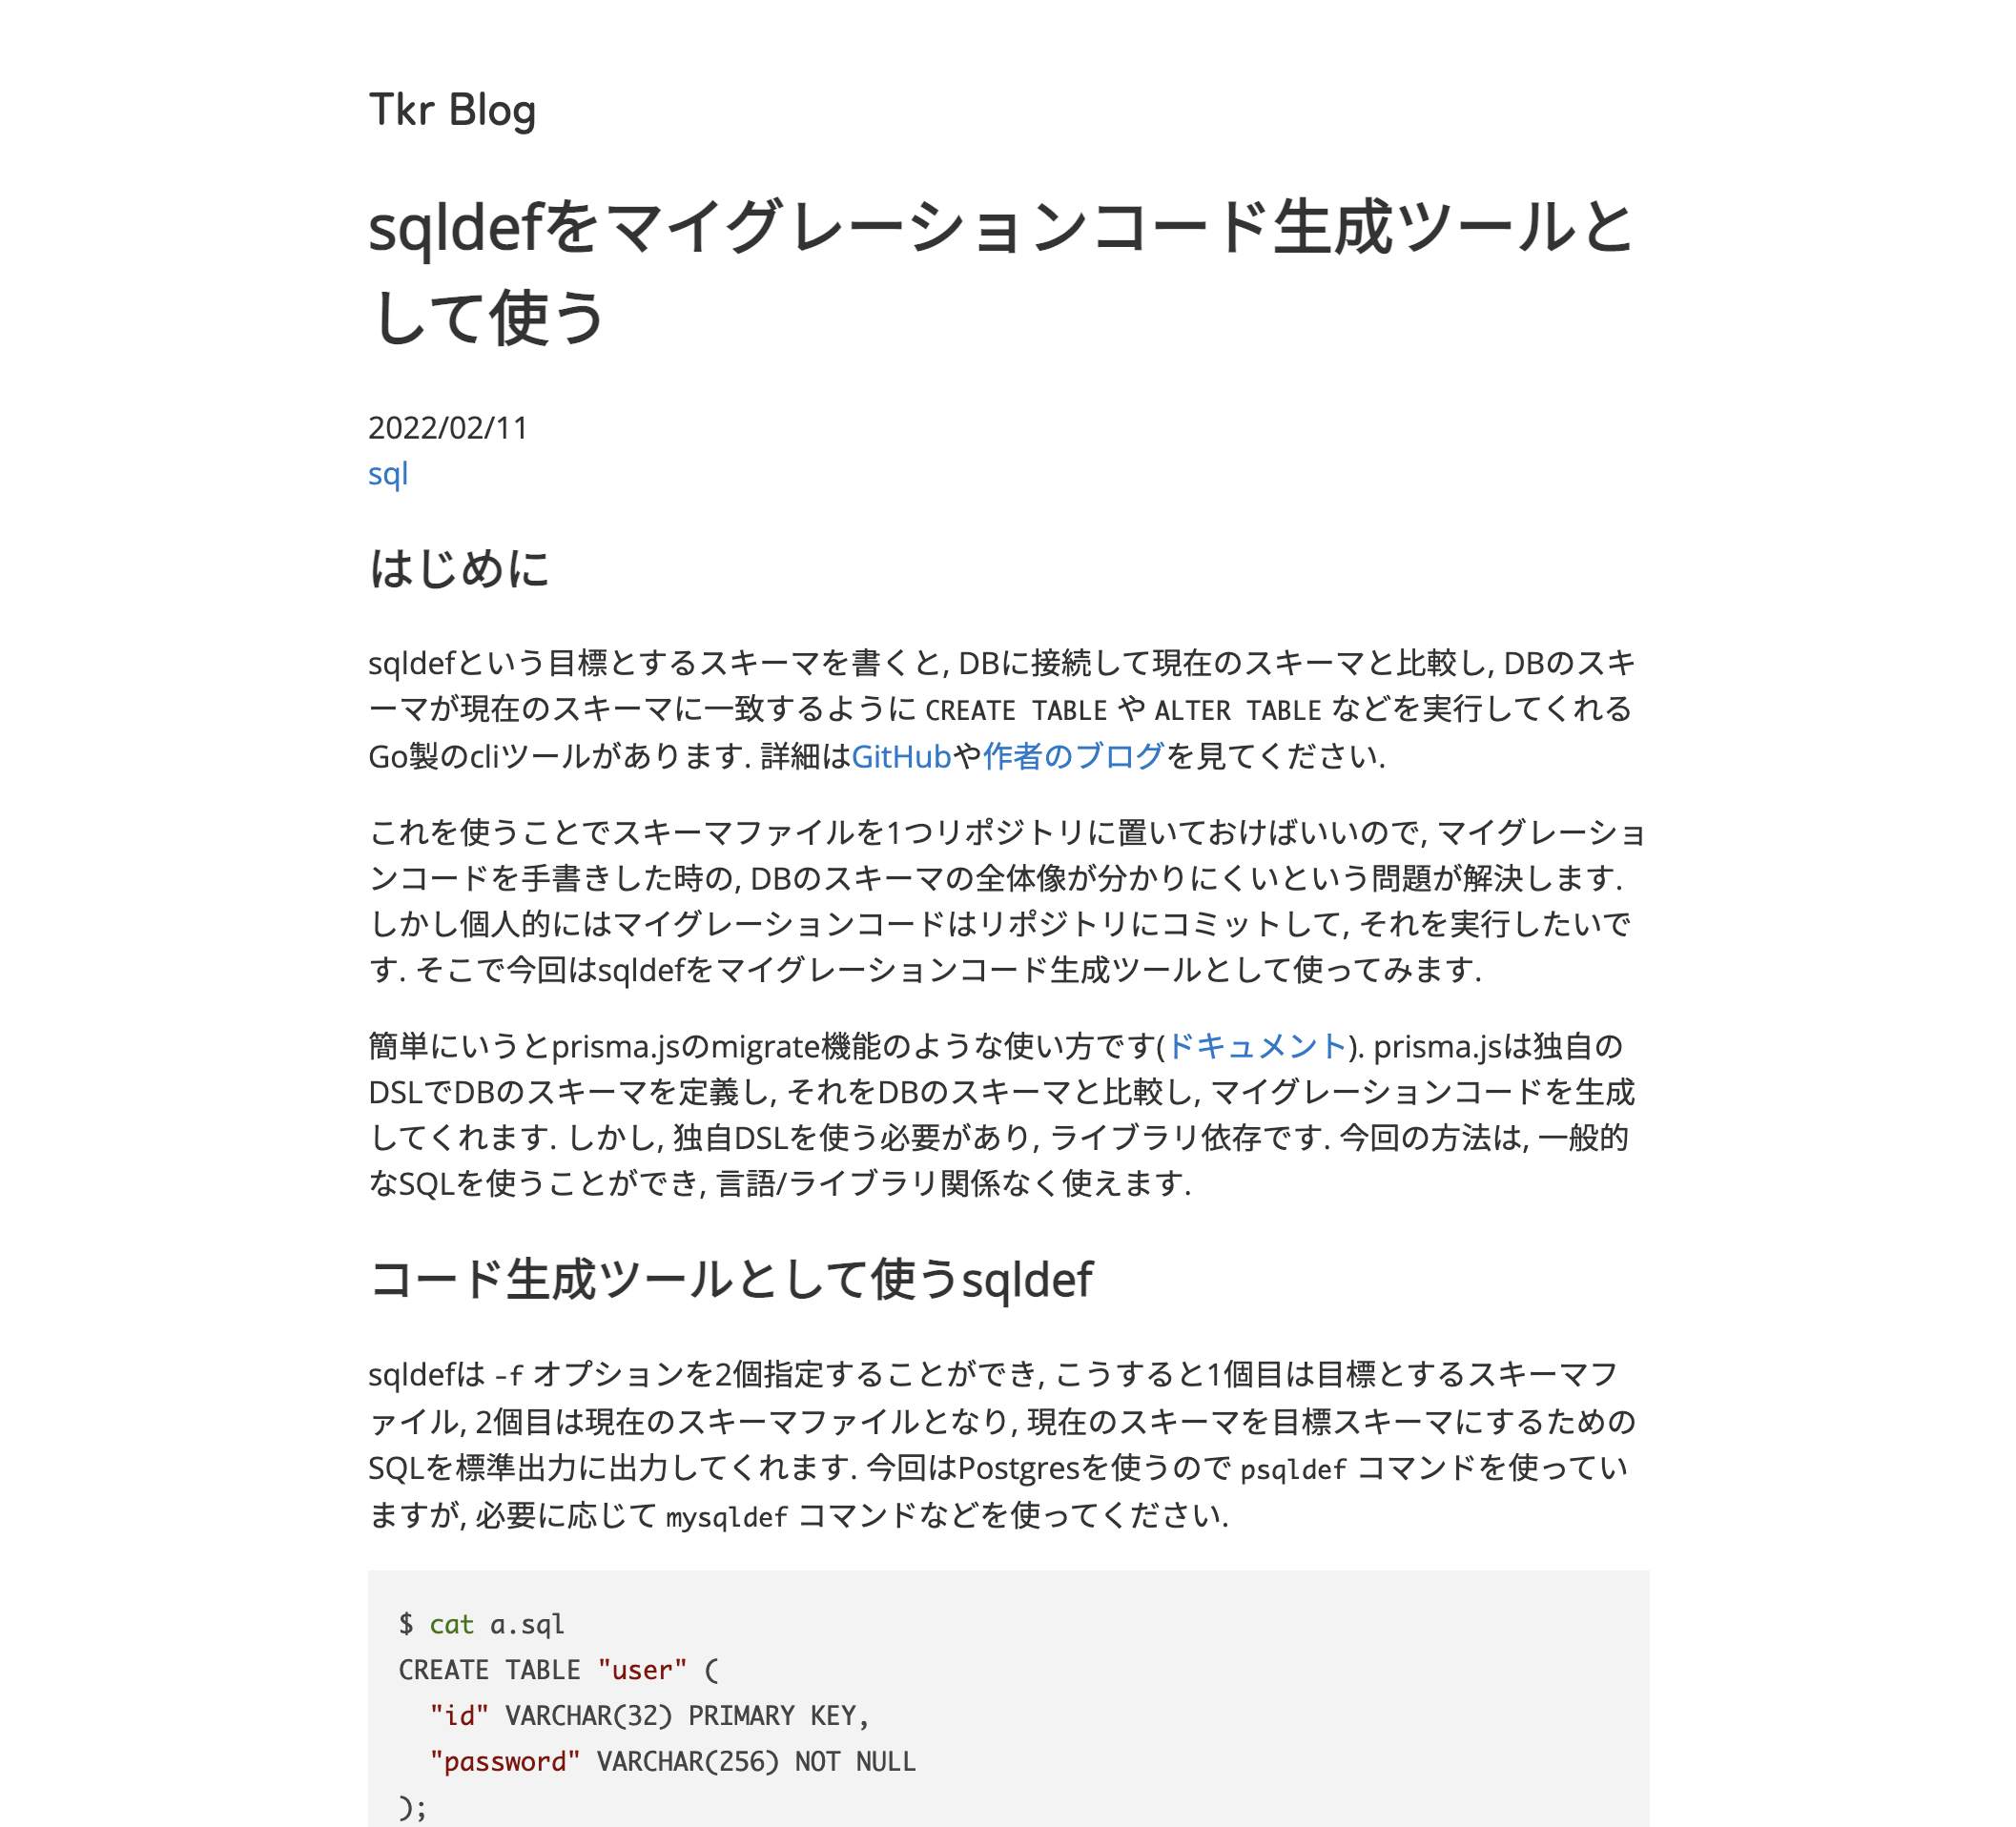 Tkr Blog
sqldefをマイグレーションコード生成ツールと
して使う
2022/02/11
sql
はじめに
sqldefという目標とするスキーマを書くと, DBに接続して現在のスキーマと比較し, DBのスキ
ーマが現在のスキーマに一致するように CREATE TABLE や ALTER TABLE などを実行してくれる
Go製のcliツールがあります. 詳細はGitHubや作者のブログを見てください.
これを使うことでスキーマファイルを1つリポジトリに置いておけばいいので, マイグレーショ
ンコードを手書きした時の, DBのスキーマの全体像が分かりにくいという問題が解決します.
しかし個人的にはマイグレーションコードはリポジトリにコミットして, それを実行したいで
す. そこで今回はsqldefをマイグレーションコード生成ツールとして使ってみます.
簡単にいうとprisma.jsのmigrate機能のような使い方です(ドキュメント). prisma.jsは独自の
DSLでDBのスキーマを定義し, それをDBのスキーマと比較し, マイグレーションコードを生成
してくれます. しかし, 独自DSLを使う必要があり, ライブラリ依存です. 今回の方法は, 一般的
なSQLを使うことができ, 言語/ライブラリ関係なく使えます.
コード生成ツールとして使うsqldef
sqldefは -f オプションを2個指定することができ, こうすると1個目は目標とするスキーマフ
ァイル, 2個目は現在のスキーマファイルとなり, 現在のスキーマを目標スキーマにするための
SQLを標準出力に出力してくれます. 今回はPostgresを使うので psqldef コマンドを使ってい
ますが, 必要に応じて mysqldef コマンドなどを使ってください.
$ cat a.sql
CREATE TABLE "user" (
  "id" VARCHAR(32) PRIMARY KEY,
  "password" VARCHAR(256) NOT NULL
);